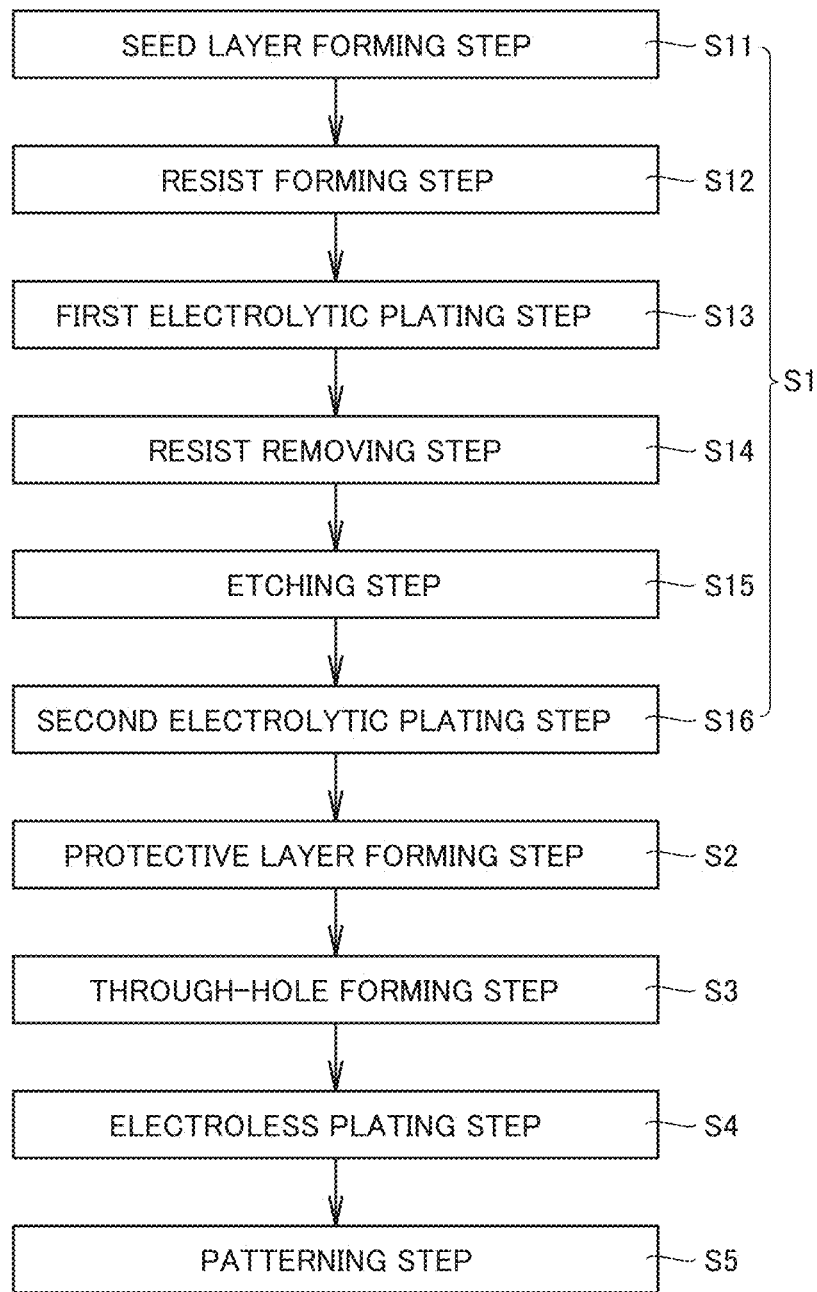 SEED LAYER FORMING STEP S11
RESIST FORMING STEP S12
FIRST ELECTROLYTIC PLATING STEP S13
S1
RESIST REMOVING STEP S14
ETCHING STEP S15
SECOND ELECTROLYTIC PLATING STEP S16
PROTECTIVE LAYER FORMING STEP S2
THROUGH-HOLE FORMING STEP S3
ELECTROLESS PLATING STEP S4
PATTERNING STEP S5